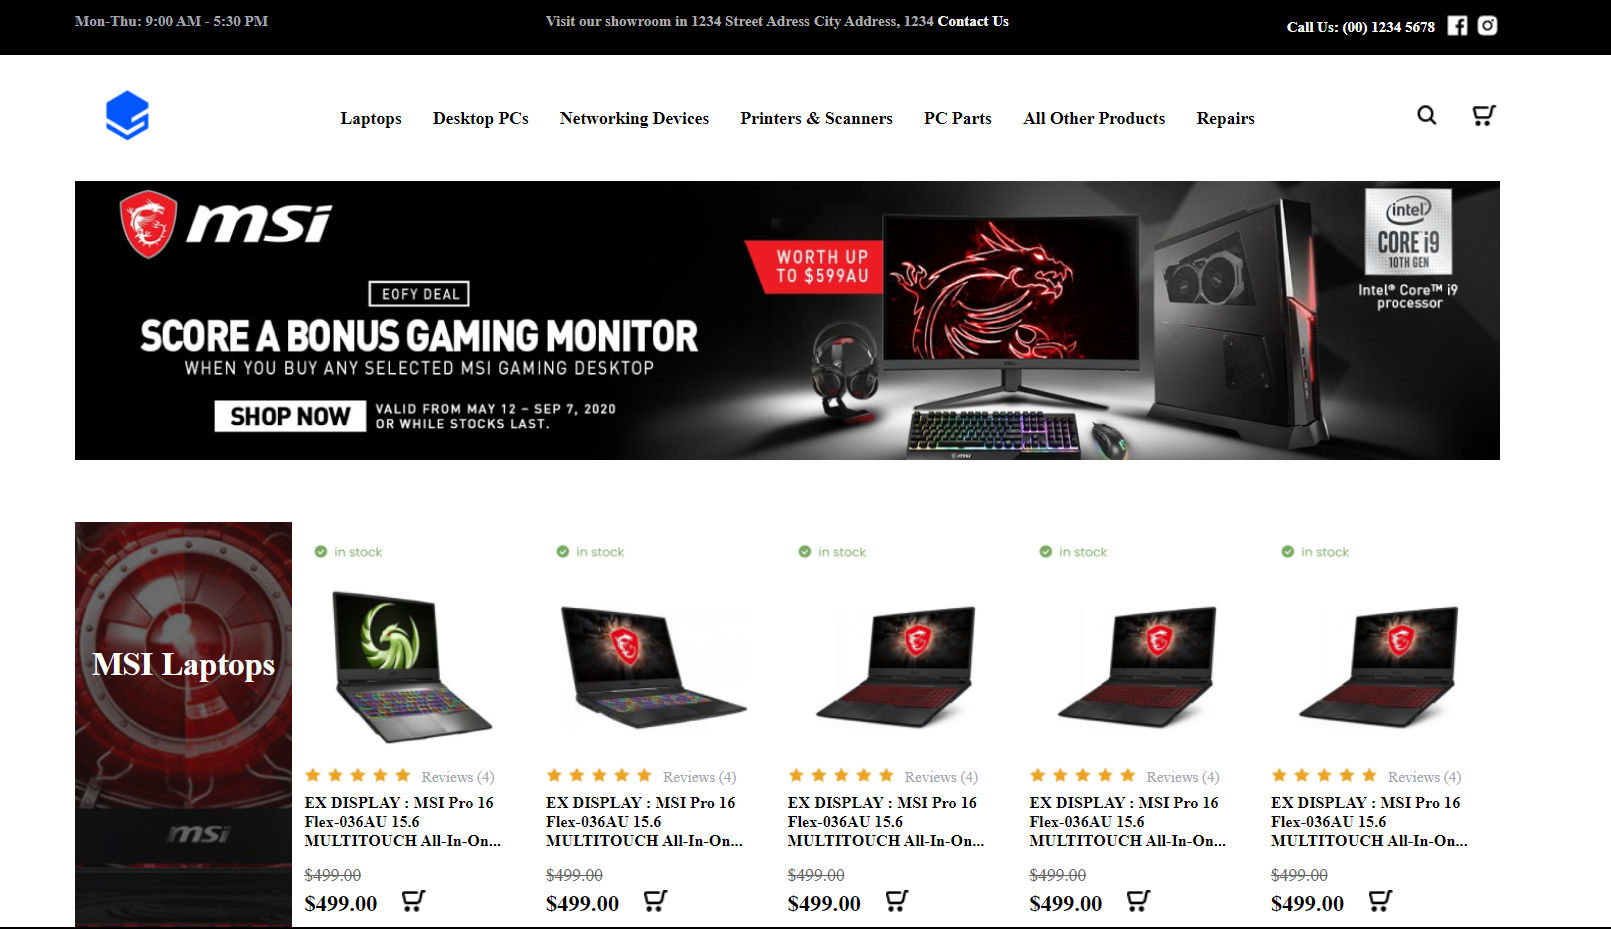 Mon-Thu: 9:00 AM - 5:30 PM
Visit our showroom in 1234 Street Adress City Address, 1234 Contact Us
Call Us: (00) 1234 5678
Laptops
Desktop PCs
Networking Devices
Printers & Scanners
PC Parts
All Other Products
Repairs
msi
EOFY DEAL
SCORE A BONUS GAMING MONITOR
WHEN YOU BUY ANY SELECTED MSI GAMING DESKTOP
SHOP NOW
VALID FROM MAY 12 – SEP 7, 2020
OR WHILE STOCKS LAST.
WORTH UP
TO $599AU
intel
CORE i9
10TH GEN
Intel® Core™ i9
processor
msi
MSI Laptops
msi
in stock
Reviews (4)
EX DISPLAY : MSI Pro 16
Flex-036AU 15.6
MULTITOUCH All-In-On...
$499.00
$499.00
in stock
Reviews (4)
EX DISPLAY : MSI Pro 16
Flex-036AU 15.6
MULTITOUCH All-In-On...
$499.00
$499.00
in stock
Reviews (4)
EX DISPLAY : MSI Pro 16
Flex-036AU 15.6
MULTITOUCH All-In-On...
$499.00
$499.00
in stock
Reviews (4)
EX DISPLAY : MSI Pro 16
Flex-036AU 15.6
MULTITOUCH All-In-On...
$499.00
$499.00
in stock
Reviews (4)
EX DISPLAY : MSI Pro 16
Flex-036AU 15.6
MULTITOUCH All-In-On...
$499.00
$499.00